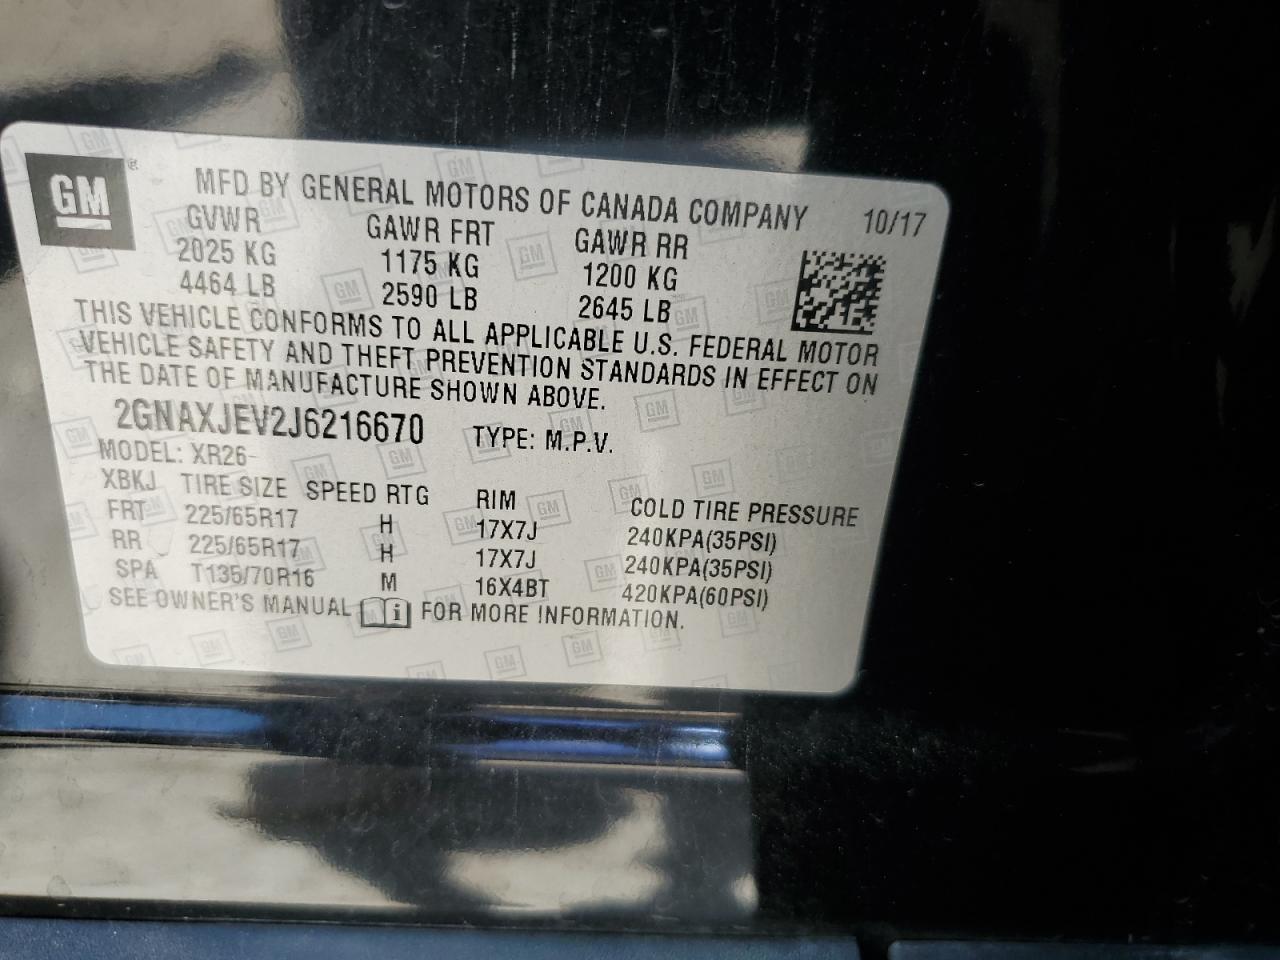 GM ® MFD BY GENERAL MOTORS OF CANADA COMPANY 10/17
GVWR GAWR FRT GAWR RR
2025 KG 1175 KG 1200 KG
4464 LB 2590 LB 2645 LB
THIS VEHICLE CONFORMS TO ALL APPLICABLE U.S. FEDERAL MOTOR
VEHICLE SAFETY AND THEFT PREVENTION STANDARDS IN EFFECT ON
THE DATE OF MANUFACTURE SHOWN ABOVE.
2GNAXJEV2J6216670 TYPE: M.P.V.
MODEL: XR26
XBKJ TIRE SIZE SPEED RTG RIM COLD TIRE PRESSURE
FRT 225/65R17 H 17X7J 240KPA(35PSI)
RR 225/65R17 H 17X7J 240KPA(35PSI)
SPA T135/70R16 M 16X4BT 420KPA(60PSI)
SEE OWNER'S MANUAL i FOR MORE INFORMATION.